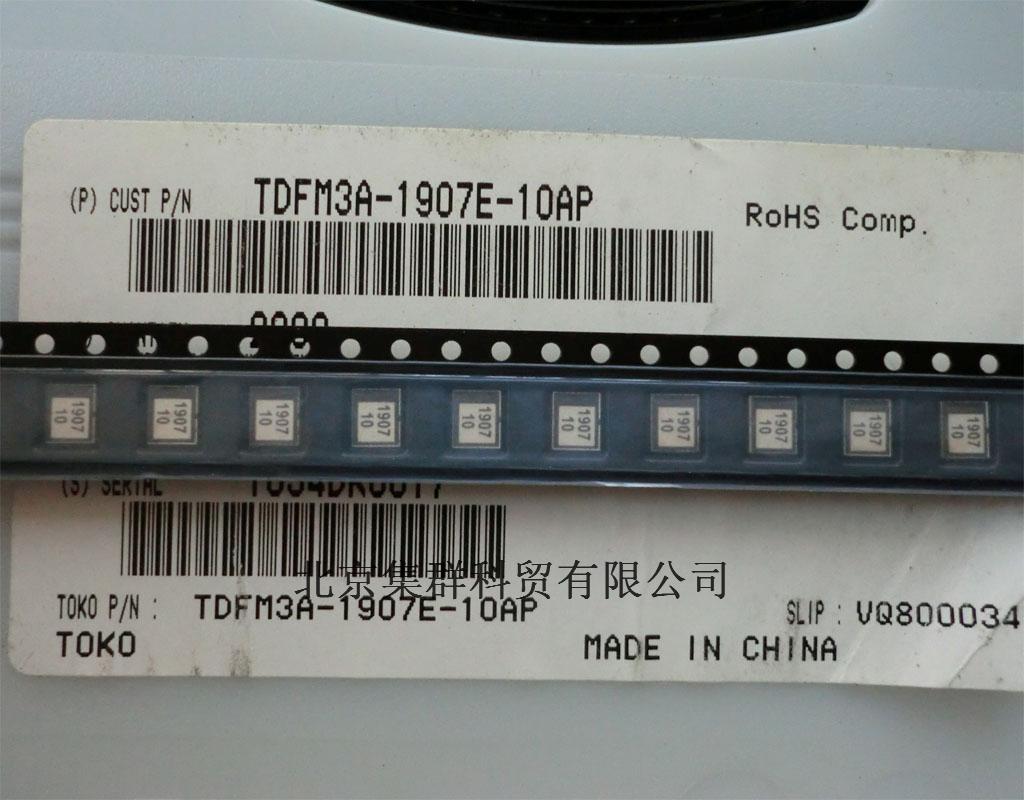 (P) CUST P/N TDFM3A-1907E-10AP
RoHS Comp.
1907 10
1907 10
1907 10
1907 10
1907 10
1907 10
1907 10
1907 10
1907 10
1907 10
(S) SERIAL
北京集群科贸有限公司
TOKO P/N : TDFM3A-1907E-10AP SLIP : VQ800034
TOKO MADE IN CHINA